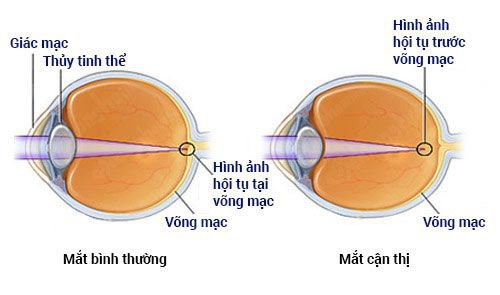 Giác mạc
Thủy tinh thể
Hình ảnh
hội tụ tại
võng mạc
Võng mạc
Mắt bình thường
Hình ảnh
hội tụ trước
võng mạc
Võng mạc
Mắt cận thị